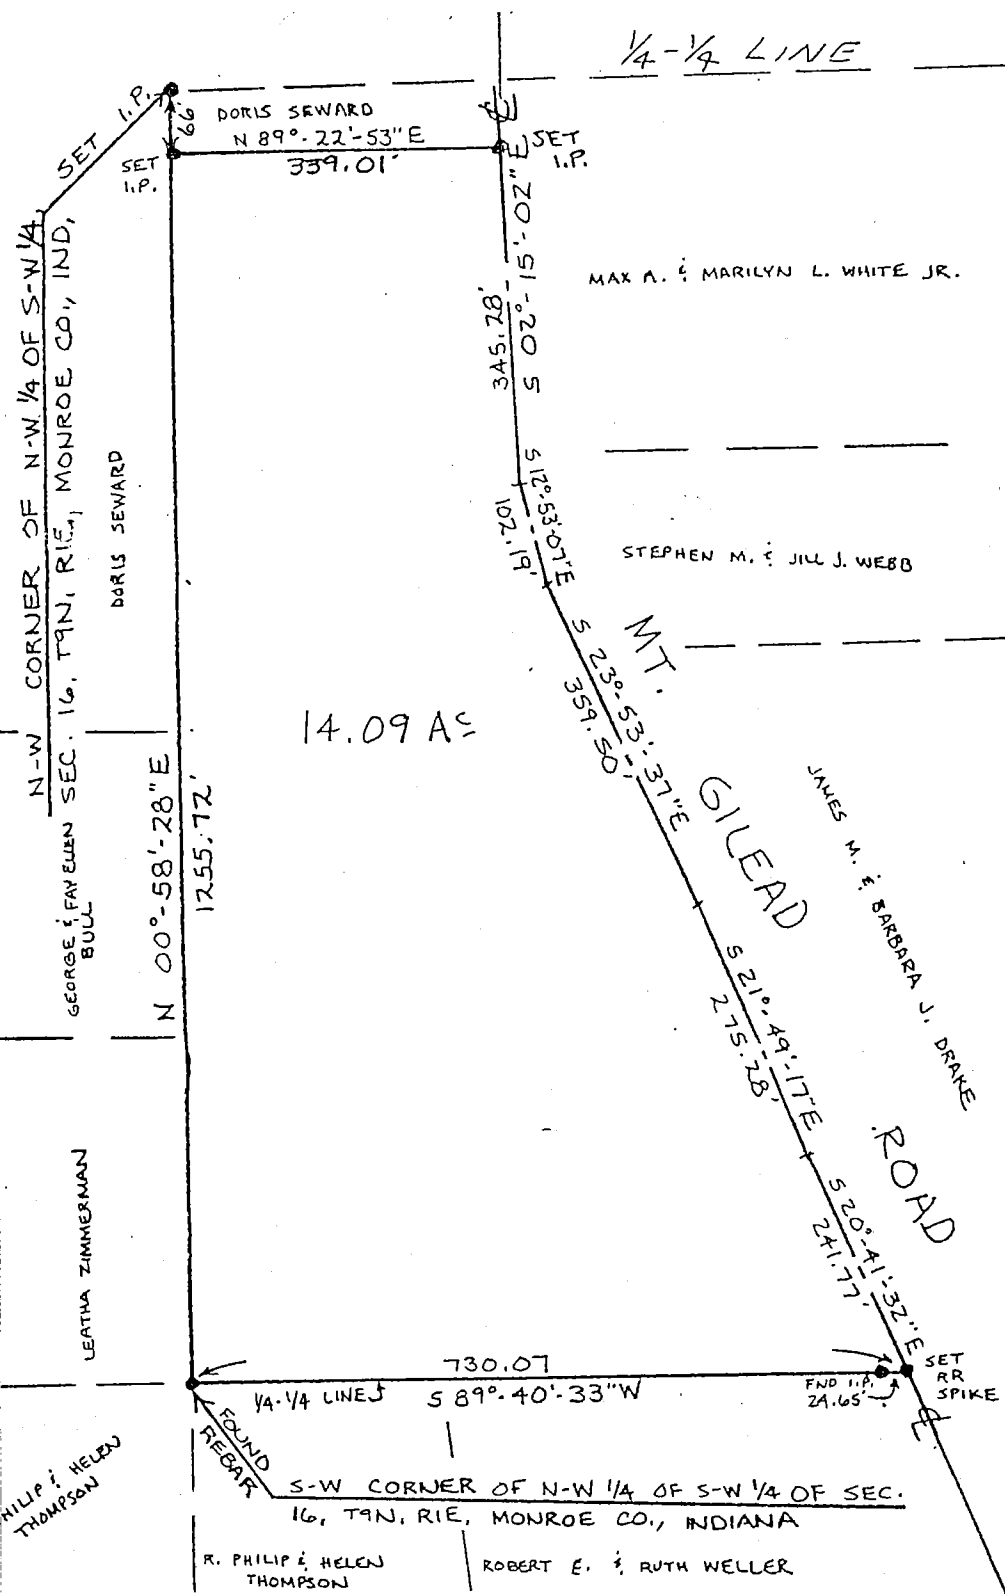 1/4-1/4 LINE
SET I.P.
66'
DORIS SEWARD
N 89°-22'-53" E
339.01'
SET
I.P.
SET
I.P.
℄
N-W CORNER OF N-W 1/4 OF S-W 1/4,
SEC. 16, T9N, R1E, MONROE CO., IND.
S 02°-15'-02" E
345.28'
MAX A. & MARILYN L. WHITE JR.
DORIS SEWARD
S 12°-53'-07" E
102.19'
STEPHEN M. & JILL J. WEBB
S 23°-53'-37" E
359.50'
MT.
GILEAD
ROAD
14.09 Ac
N 00°-58'-28" E
1255.72'
GEORGE & FAY ELLEN
BULL
JAMES M. & BARBARA J. DRAKE
S 21°-49'-17" E
275.28'
LEATHA ZIMMERMAN
S 20°-41'-32" E
241.77'
730.07
1/4-1/4 LINE
S 89°-40'-33" W
FND I.P.
24.65'
SET
RR
SPIKE
℄
FOUND
REBAR
HILIP & HELEN
THOMPSON
S-W CORNER OF N-W 1/4 OF S-W 1/4 OF SEC.
16, T9N, R1E, MONROE CO., INDIANA
R. PHILIP & HELEN
THOMPSON
ROBERT E. & RUTH WELLER